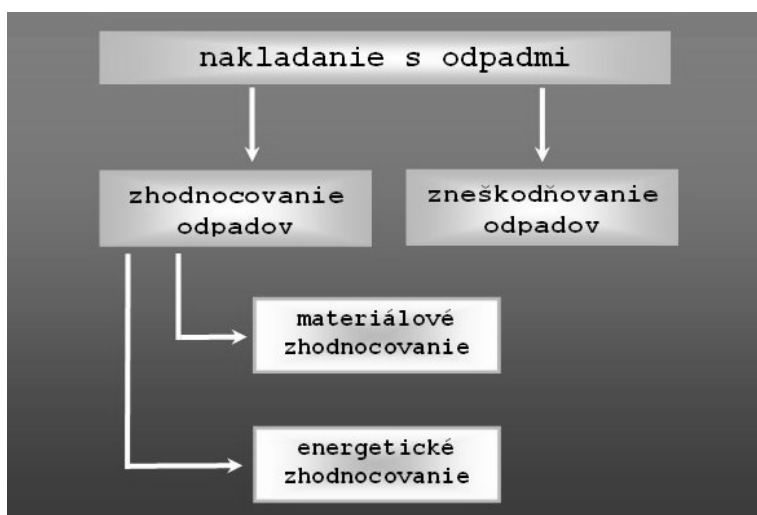 nakladanie s odpadmi
zhodnocovanie
odpadov
zneškodňovanie
odpadov
materiálové
zhodnocovanie
energetické
zhodnocovanie